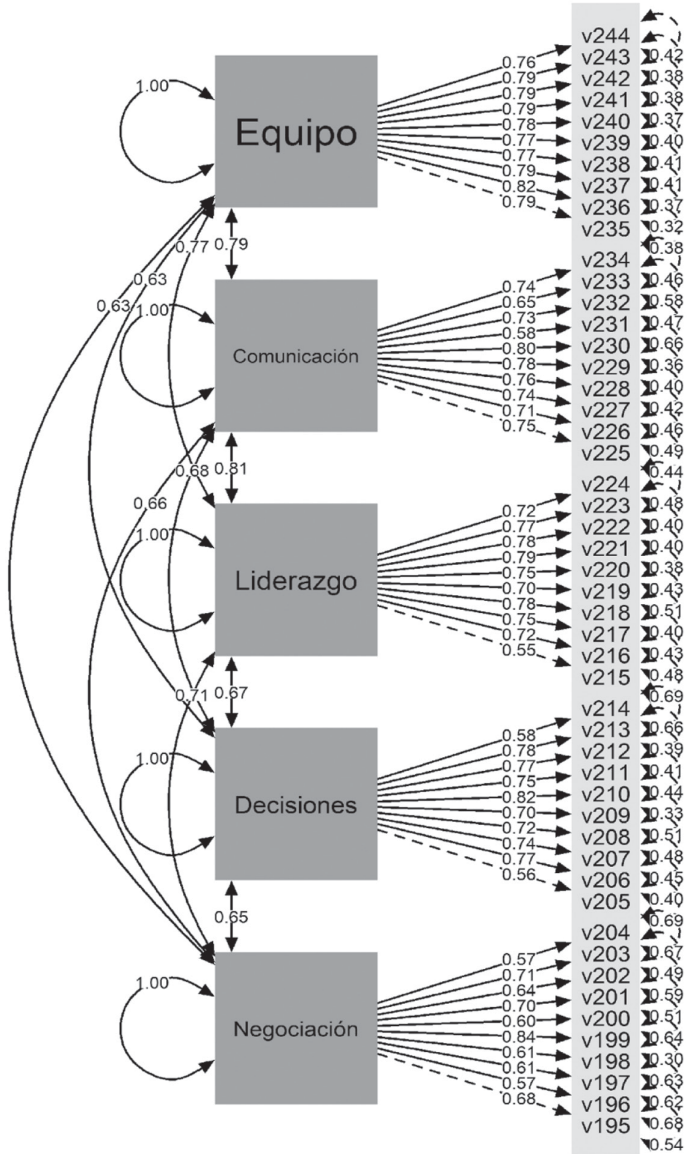 1.00
Equipo
0.77
0.79
0.63
0.63
1.00
Comunicación
0.68
0.81
0.66
1.00
Liderazgo
0.71
0.67
1.00
Decisiones
0.65
1.00
Negociación
0.76
0.79
0.79
0.79
0.78
0.77
0.77
0.79
0.82
0.79
0.74
0.65
0.73
0.58
0.80
0.78
0.76
0.74
0.71
0.75
0.72
0.77
0.78
0.79
0.75
0.70
0.78
0.75
0.72
0.55
0.58
0.78
0.77
0.75
0.82
0.70
0.72
0.74
0.77
0.56
0.57
0.71
0.64
0.70
0.60
0.84
0.61
0.61
0.57
0.68
v244
v243
v242
v241
v240
v239
v238
v237
v236
v235
v234
v233
v232
v231
v230
v229
v228
v227
v226
v225
v224
v223
v222
v221
v220
v219
v218
v217
v216
v215
v214
v213
v212
v211
v210
v209
v208
v207
v206
v205
v204
v203
v202
v201
v200
v199
v198
v197
v196
v195
0.42
0.38
0.38
0.37
0.40
0.41
0.41
0.37
0.32
0.38
0.46
0.58
0.47
0.66
0.36
0.40
0.42
0.46
0.49
0.44
0.48
0.40
0.40
0.38
0.43
0.51
0.40
0.43
0.48
0.69
0.66
0.39
0.41
0.44
0.33
0.51
0.48
0.45
0.40
0.69
0.67
0.49
0.59
0.51
0.64
0.30
0.63
0.62
0.68
0.54